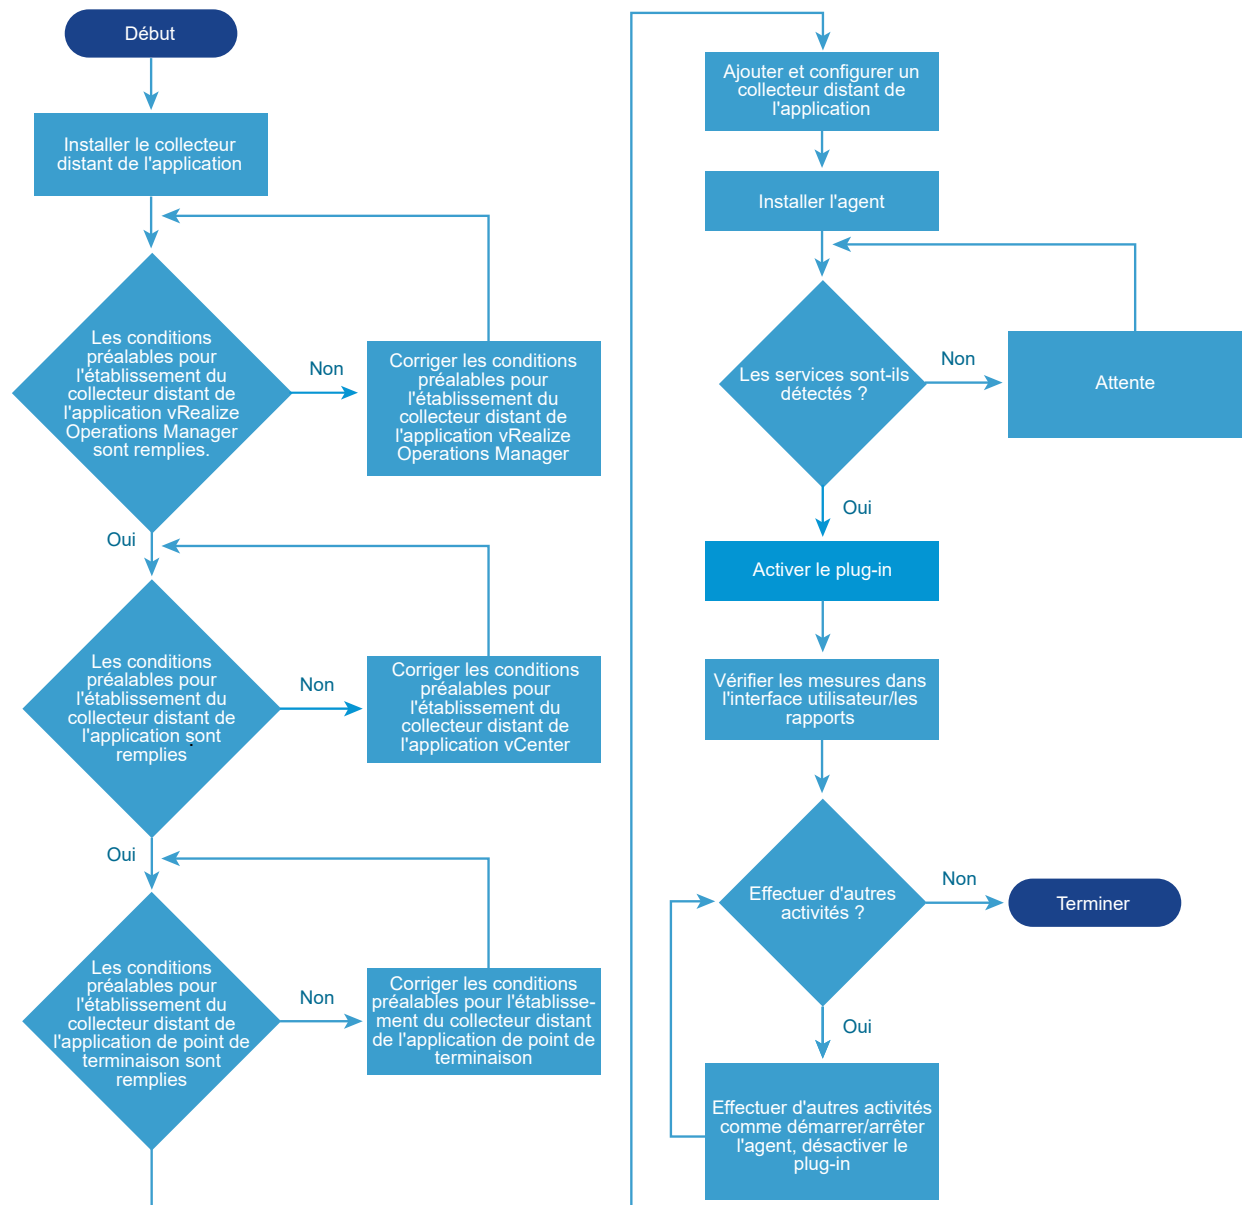 Début
Installer le collecteur
distant de l'application
Les conditions
préalables pour
l'établissement du
collecteur distant de
l'application vRealize
Operations Manager
sont remplies.
Non
Corriger les conditions
préalables pour
l'établissement du
collecteur distant de
l'application vRealize
Operations Manager
Oui
Les conditions
préalables pour
l'établissement du
collecteur distant de
l'application sont
remplies
Non
Corriger les conditions
préalables pour
l'établissement du
collecteur distant de
l'application vCenter
Oui
Les conditions
préalables pour
l'établissement du
collecteur distant de
l'application de point de
terminaison sont
remplies
Non
Corriger les conditions
préalables pour l'établisse-
ment du collecteur distant
de l'application de point de
terminaison
Ajouter et configurer un
collecteur distant de
l'application
Installer l'agent
Les services sont-ils
détectés ?
Non
Attente
Oui
Activer le plug-in
Vérifier les mesures dans
l'interface utilisateur/les
rapports
Effectuer d'autres
activités ?
Non
Terminer
Oui
Effectuer d'autres activités
comme démarrer/arrêter
l'agent, désactiver le
plug-in